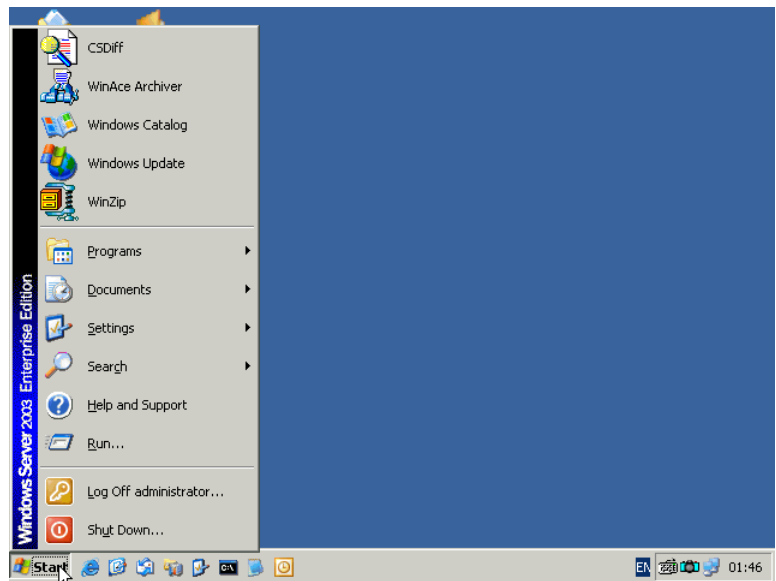 CSDiff
WinAce Archiver
Windows Catalog
Windows Update
WinZip
Programs
Documents
Settings
Search
Help and Support
Run...
Log Off administrator...
Shut Down...
Windows Server 2003 Enterprise Edition
Start
EN
01:46